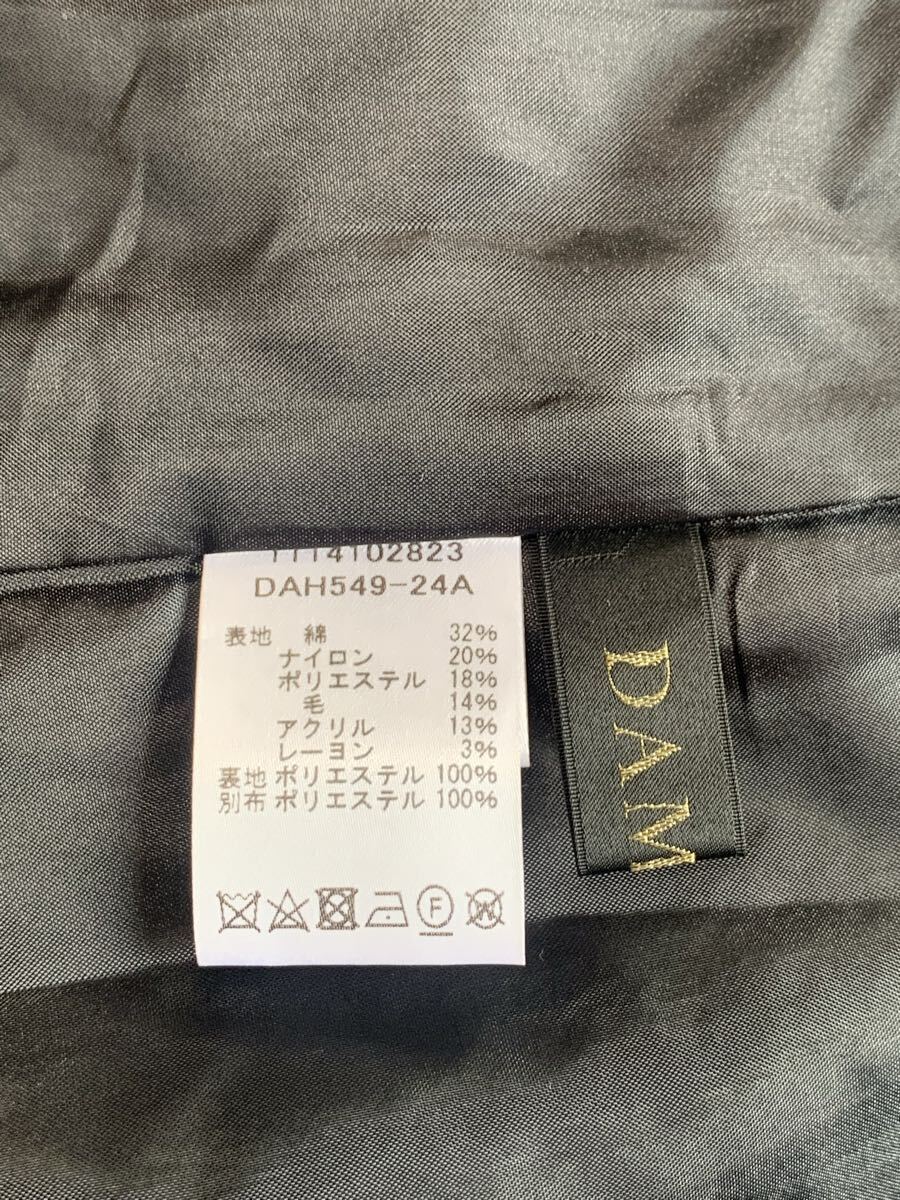 1114102823
DAH549-24A
表地 綿 32%
ナイロン 20%
ポリエステル 18%
毛 14%
アクリル 13%
レーヨン 3%
裏地 ポリエステル 100%
別布 ポリエステル 100%
F
W
DAM